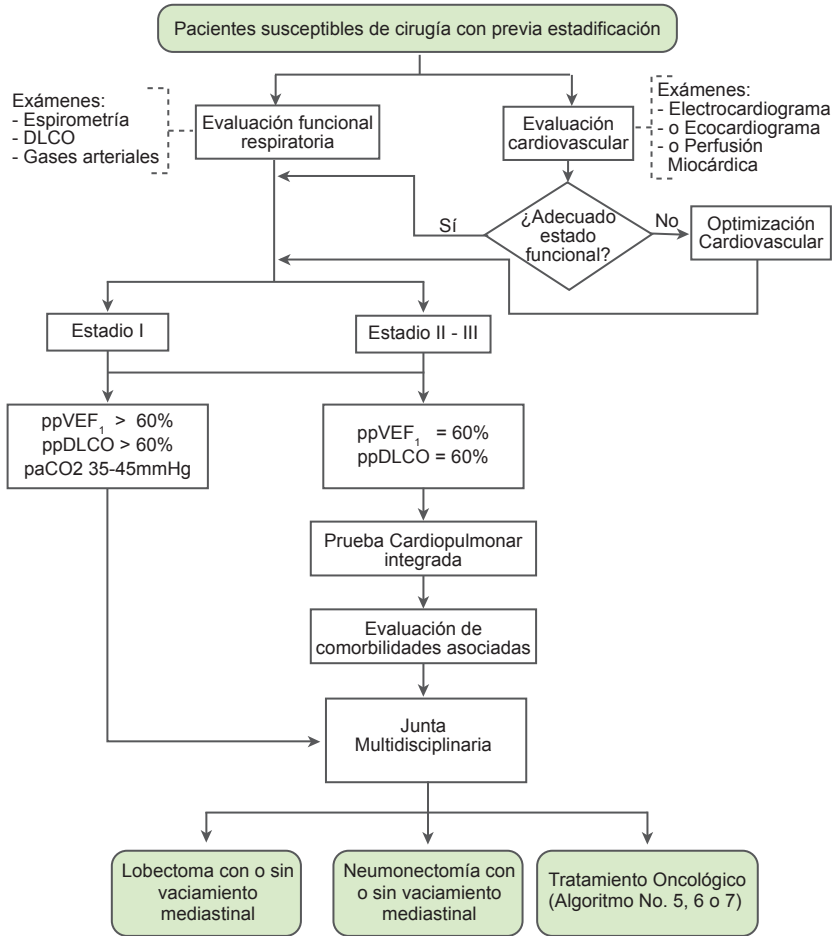 Pacientes susceptibles de cirugía con previa estadificación
Exámenes:
- Espirometría
- DLCO
- Gases arteriales
Evaluación funcional
respiratoria
Evaluación
cardiovascular
Exámenes:
- Electrocardiograma
- o Ecocardiograma
- o Perfusión
Miocárdica
¿Adecuado
estado
funcional?
Sí
No
Optimización
Cardiovascular
Estadio I
Estadio II - III
ppVEF₁ > 60%
ppDLCO > 60%
paCO2 35-45mmHg
ppVEF₁ = 60%
ppDLCO = 60%
Prueba Cardiopulmonar
integrada
Evaluación de
comorbilidades asociadas
Junta
Multidisciplinaria
Lobectoma con o sin
vaciamiento
mediastinal
Neumonectomía con
o sin vaciamiento
mediastinal
Tratamiento Oncológico
(Algoritmo No. 5, 6 o 7)